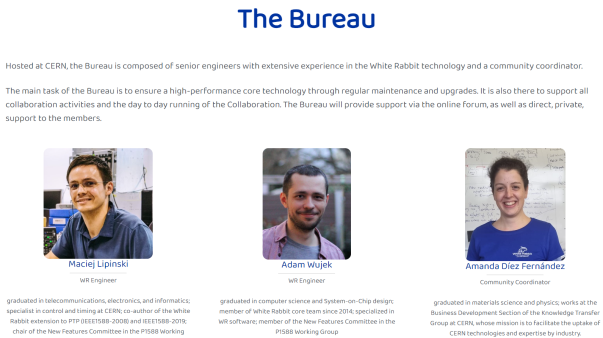 The Bureau
Hosted at CERN, the Bureau is composed of senior engineers with extensive experience in the White Rabbit technology and a community coordinator.
The main task of the Bureau is to ensure a high-performance core technology through regular maintenance and upgrades. It is also there to support all
collaboration activities and the day to day running of the Collaboration. The Bureau will provide support via the online forum, as well as direct, private,
support to the members.
Maciej Lipinski
WR Engineer
graduated in telecommunications, electronics, and informatics;
specialist in control and timing at CERN; co-author of the White
Rabbit extension to PTP (IEEE1588-2008) and IEEE1588-2019;
chair of the New Features Committee in the P1588 Working
Adam Wujek
WR Engineer
graduated in computer science and System-on-Chip design;
member of White Rabbit core team since 2014; specialized in
WR software; member of the New Features Committee in the
P1588 Working Group
Amanda Díez Fernández
Community Coordinator
graduated in materials science and physics; works at the
Business Development Section of the Knowledge Transfer
Group at CERN, whose mission is to facilitate the uptake of
CERN technologies and expertise by industry.